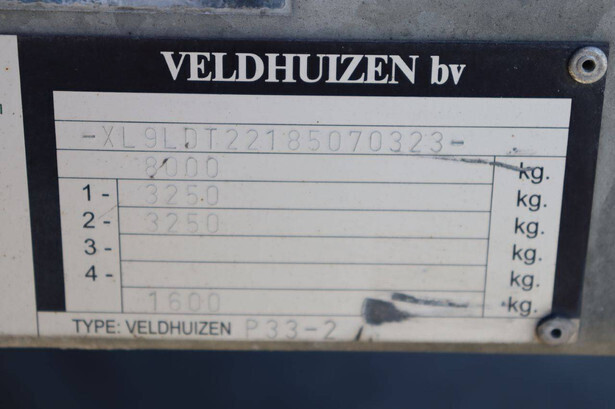 VELDHUIZEN bv
-XL9LDT22185070323-
8000 kg.
1- 3250 kg.
2- 3250 kg.
3- kg.
4- kg.
1600 kg.
TYPE: VELDHUIZEN P33-2